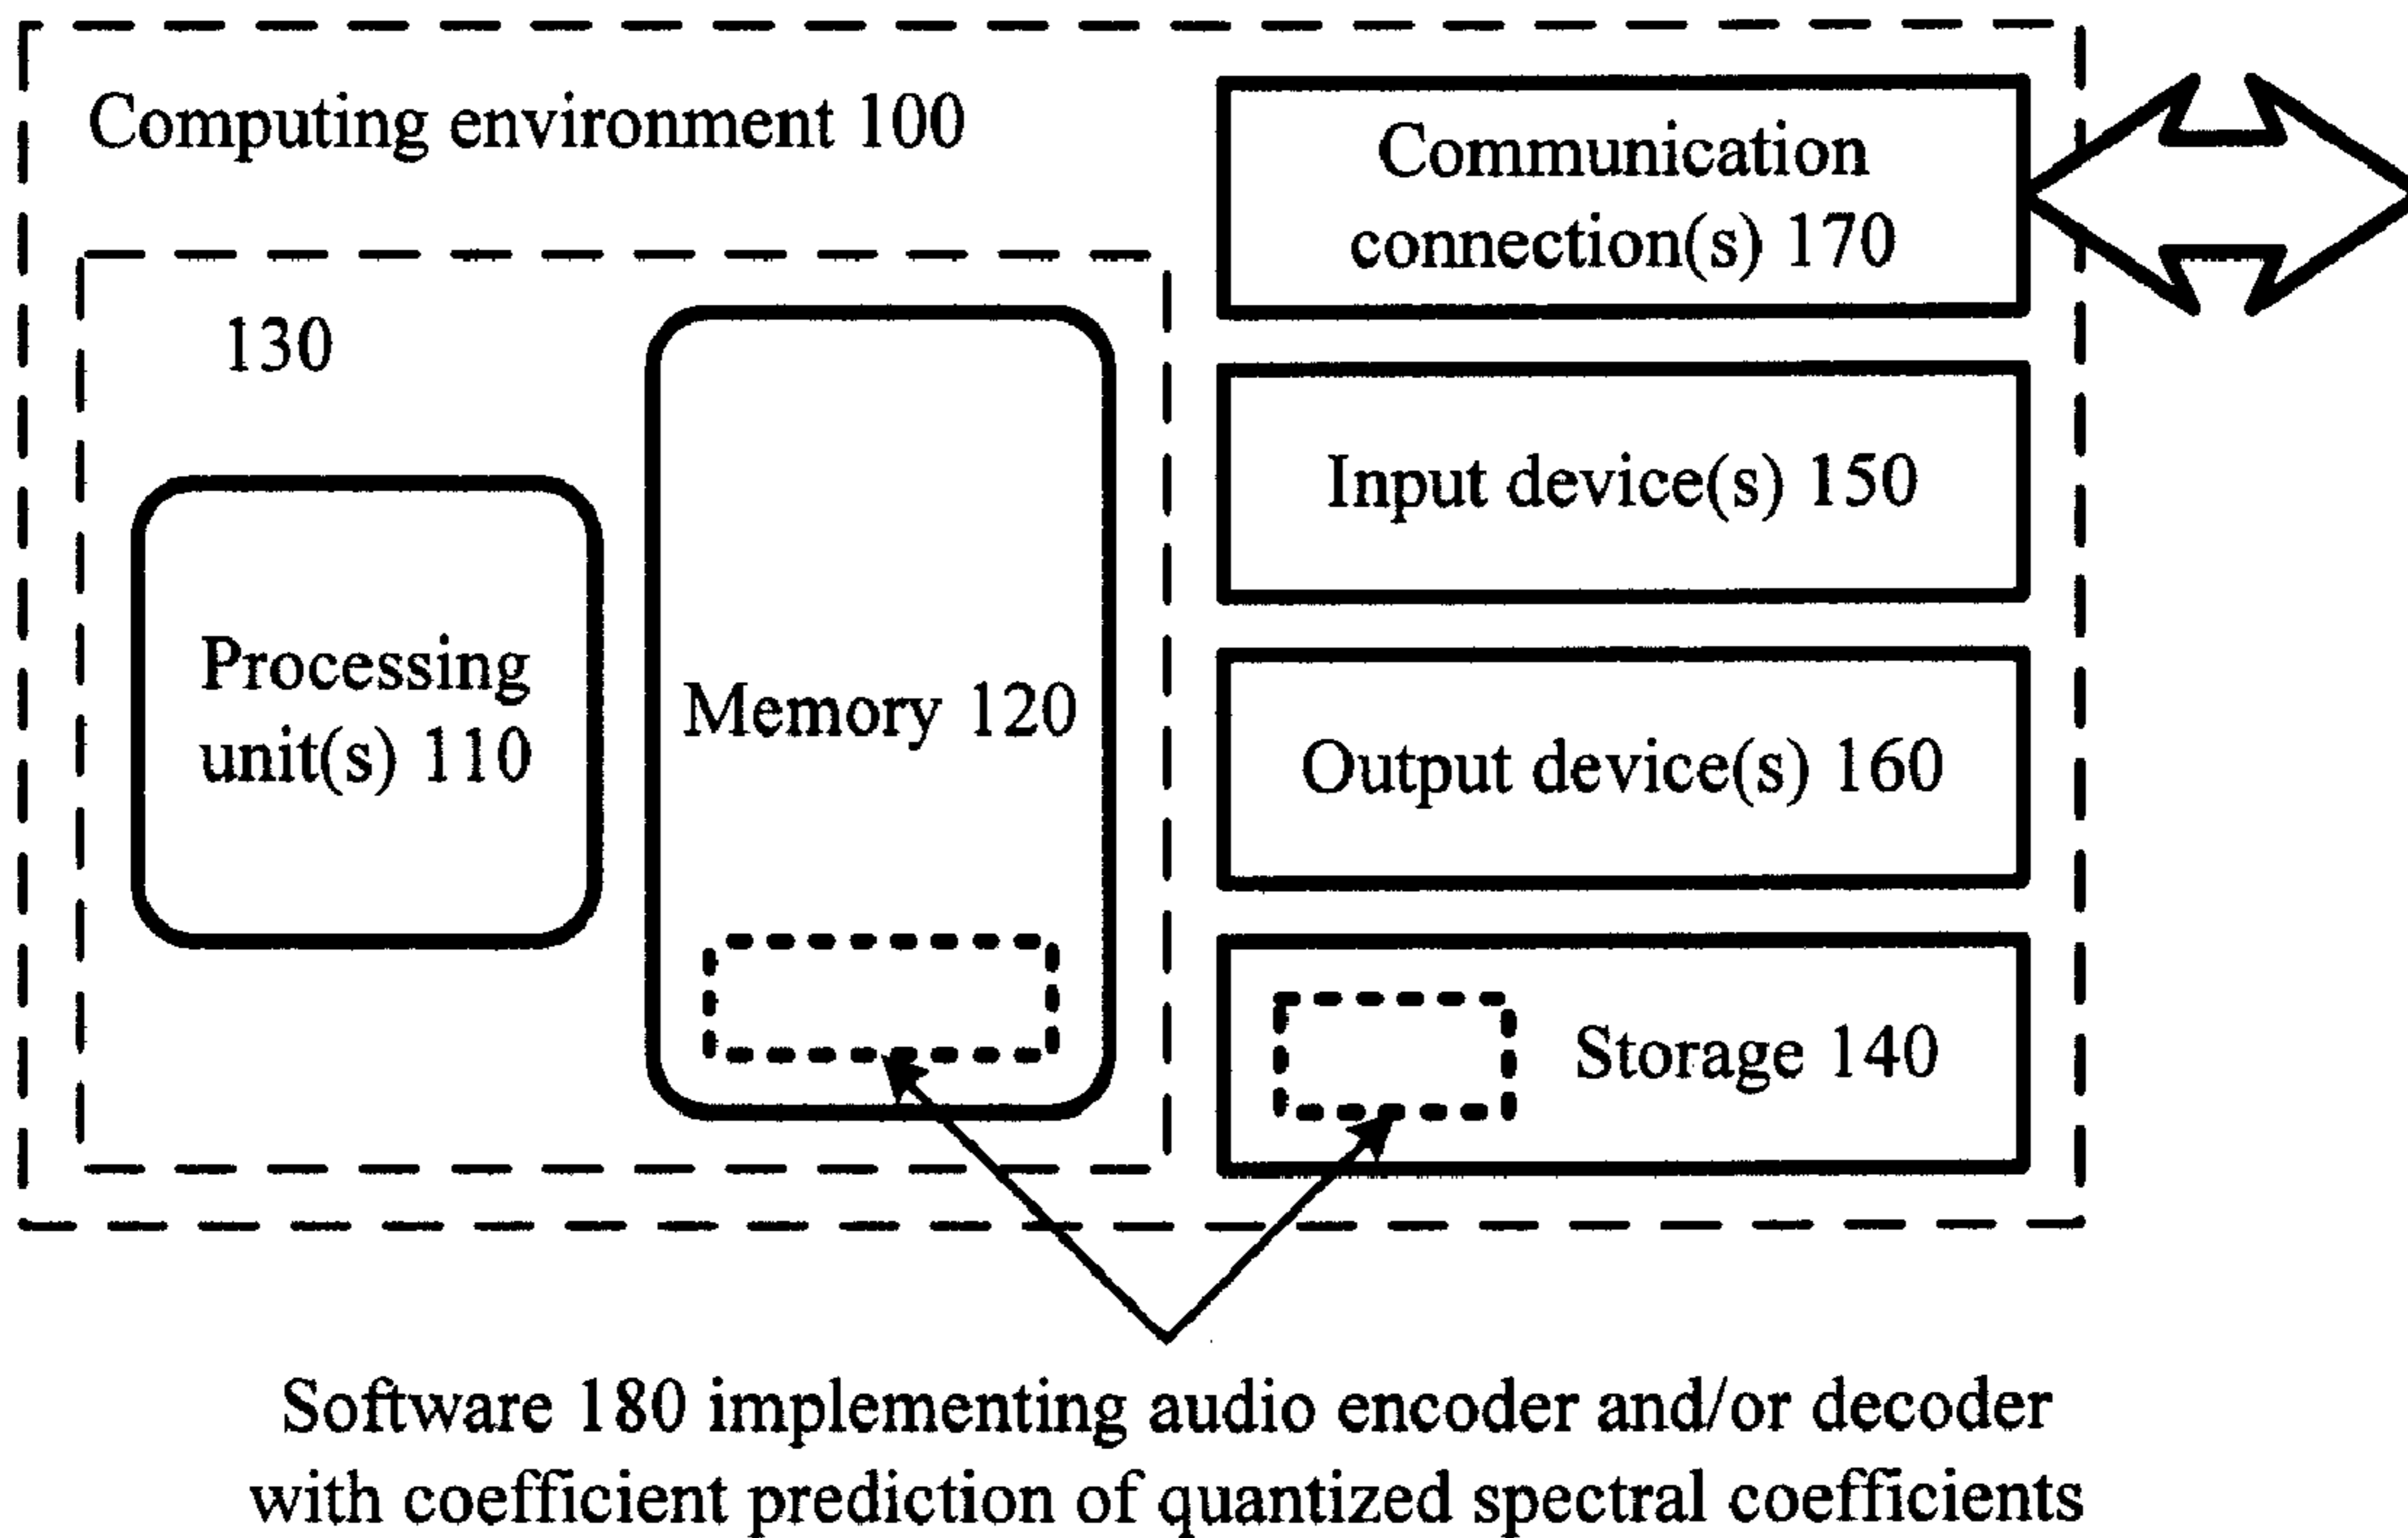 Computing environment 100
Communication
connection(s) 170
130
Processing
unit(s) 110
Memory 120
Input device(s) 150
Output device(s) 160
Storage 140
Software 180 implementing audio encoder and/or decoder
with coefficient prediction of quantized spectral coefficients